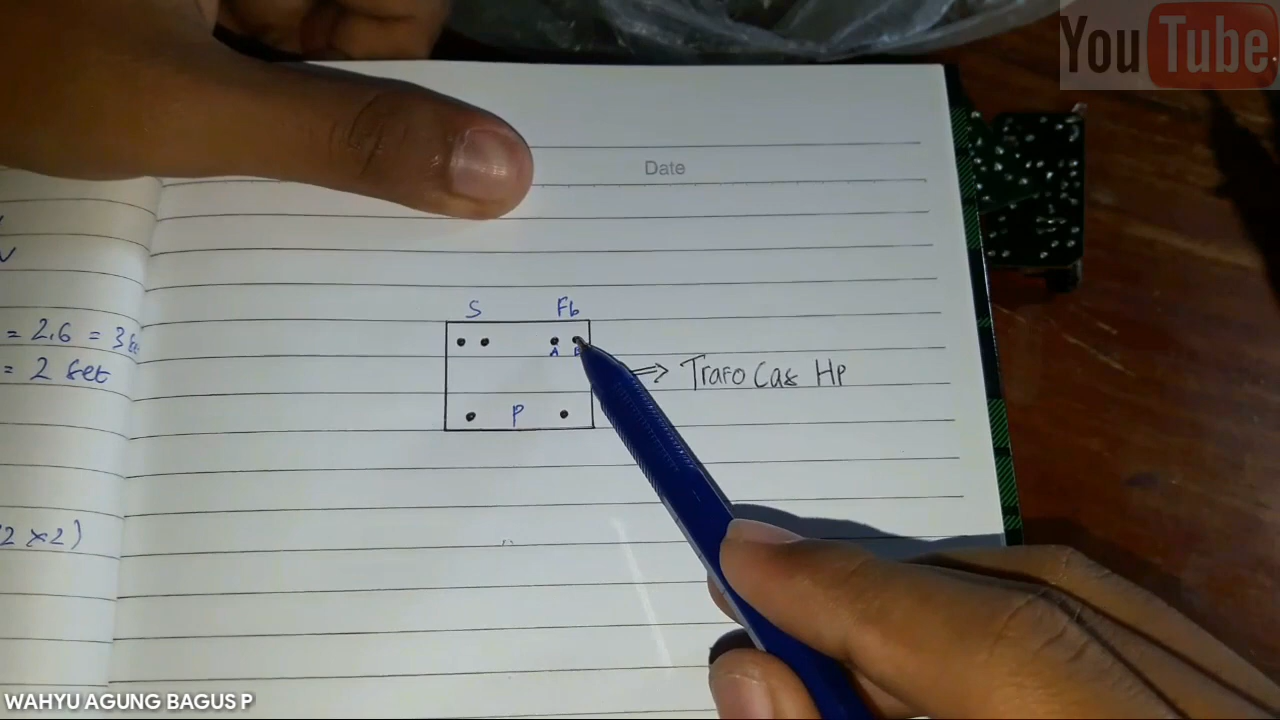 YouTube
Date
S Fb
A
P
⇒ Trafo Cas Hp
= 2.6 = 3
= 2 set
2 x 2)
WAHYU AGUNG BAGUS P